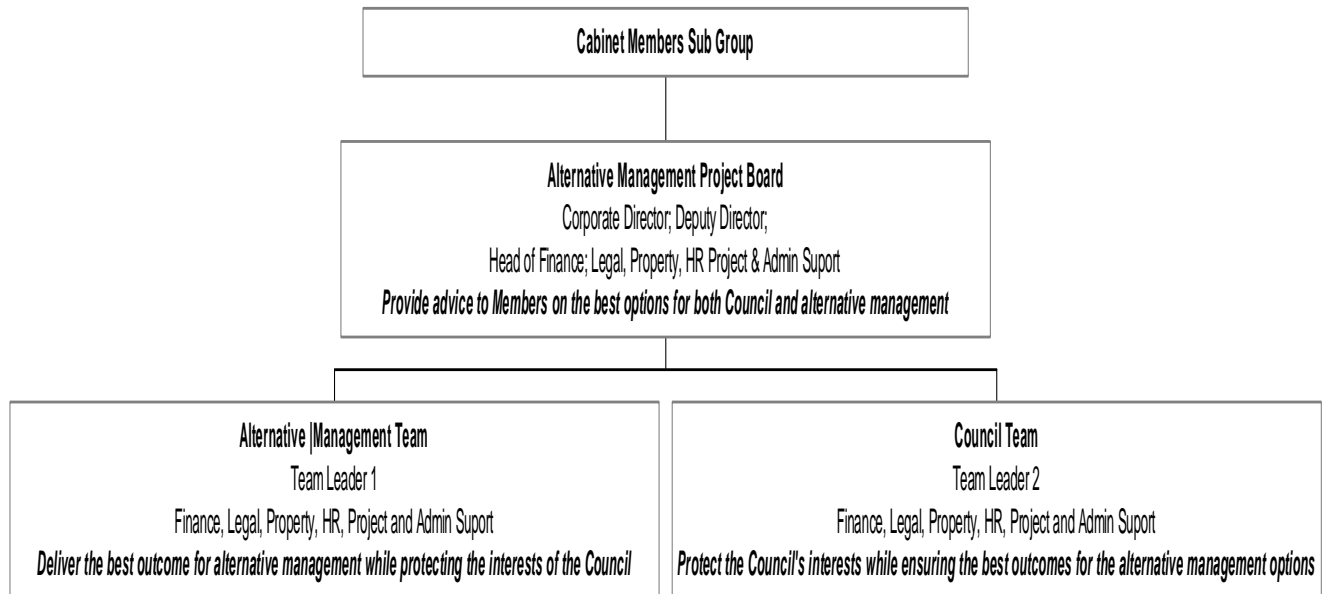 Cabinet Members Sub Group
Alternative Management Project Board
Corporate Director; Deputy Director;
Head of Finance; Legal, Property, HR Project & Admin Suport
Provide advice to Members on the best options for both Council and alternative management
Alternative |Management Team
Team Leader 1
Finance, Legal, Property, HR, Project and Admin Suport
Deliver the best outcome for alternative management while protecting the interests of the Council
Council Team
Team Leader 2
Finance, Legal, Property, HR, Project and Admin Suport
Protect the Council's interests while ensuring the best outcomes for the alternative management options